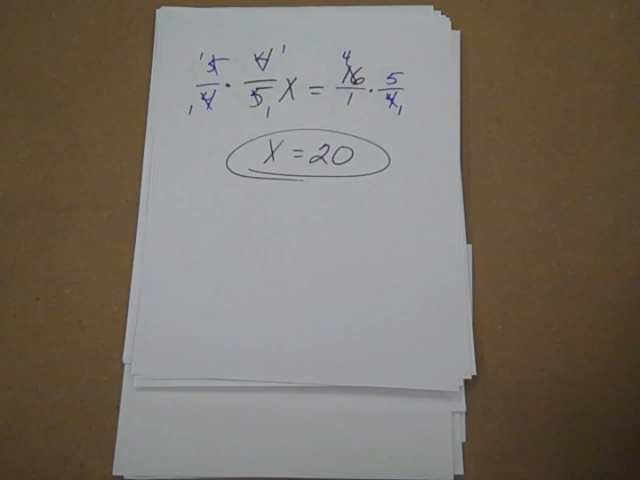 5/4 · 4/5 X = 16/1 · 5/4
X = 20